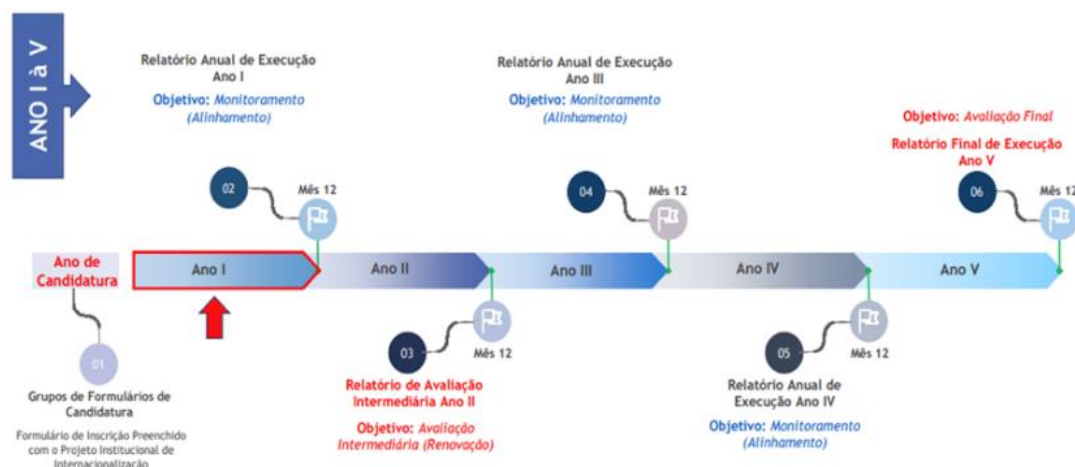 ANO I à V
Relatório Anual de Execução
Ano I
Objetivo: Monitoramento
(Alinhamento)
02
Mês 12
Relatório Anual de Execução
Ano III
Objetivo: Monitoramento
(Alinhamento)
04
Mês 12
Objetivo: Avaliação Final
Relatório Final de Execução
Ano V
06
Mês 12
Ano de
Candidatura
Ano I
Ano II
Ano III
Ano IV
Ano V
01
Grupos de Formulários de
Candidatura
Formulário de Inscrição Preenchido
com o Projeto Institucional de
Internacionalização
03
Mês 12
Relatório de Avaliação
Intermediária Ano II
Objetivo: Avaliação
Intermediária (Renovação)
05
Mês 12
Relatório Anual de
Execução Ano IV
Objetivo: Monitoramento
(Alinhamento)